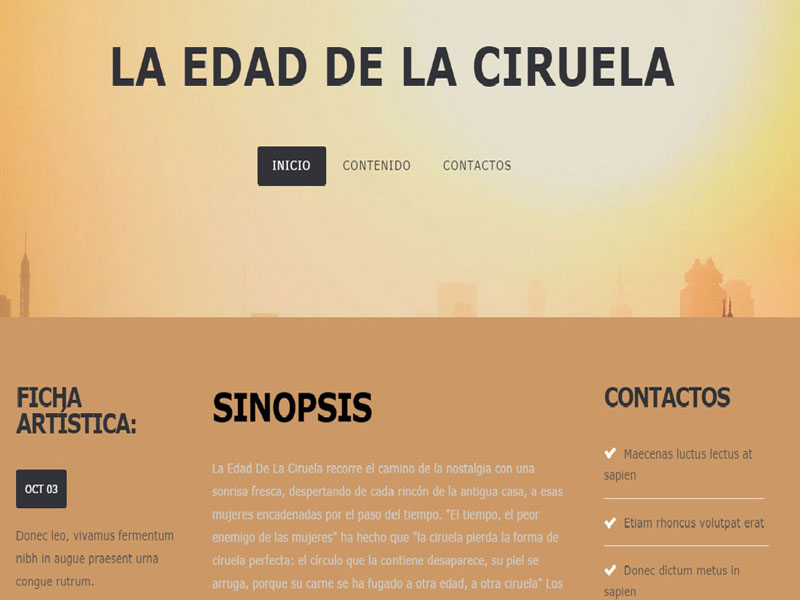 LA EDAD DE LA CIRUELA
INICIO
CONTENIDO
CONTACTOS
FICHA
ARTÍSTICA:
OCT 03
Donec leo, vivamus fermentum
nibh in augue praesent urna
congue rutrum.
SINOPSIS
La Edad De La Ciruela recorre el camino de la nostalgia con una
sonrisa fresca, despertando de cada rincón de la antigua casa, a esas
mujeres encadenadas por el paso del tiempo. "El tiempo, el peor
enemigo de las mujeres" ha hecho que "la ciruela pierda la forma de
ciruela perfecta: el círculo que la contiene desaparece, su piel se
arruga, porque su carne se ha fugado a otra edad, a otra ciruela" Los
CONTACTOS
Maecenas luctus lectus at
sapien
Etiam rhoncus volutpat erat
Donec dictum metus in
sapien